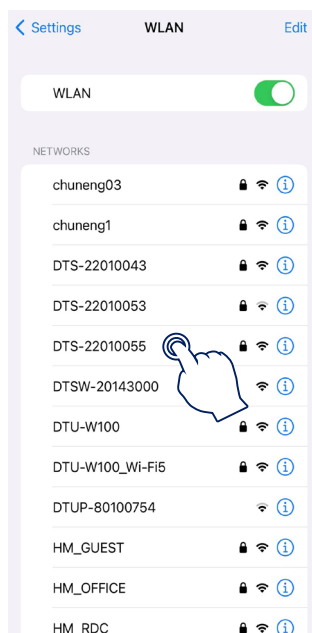 Settings WLAN Edit
WLAN
NETWORKS
chuneng03
chuneng1
DTS-22010043
DTS-22010053
DTS-22010055
DTSW-20143000
DTU-W100
DTU-W100_Wi-Fi5
DTUP-80100754
HM_GUEST
HM_OFFICE
HM_RDC